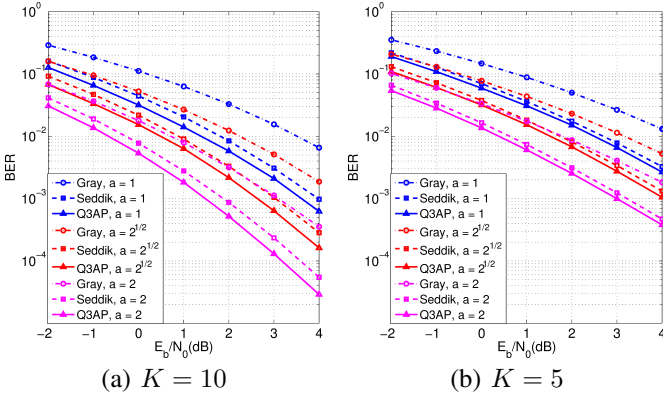 10^0
10^-1
10^-2
10^-3
10^-4
BER
Gray, a = 1
Seddik, a = 1
Q3AP, a = 1
Gray, a = 2^1/2
Seddik, a = 2^1/2
Q3AP, a = 2^1/2
Gray, a = 2
Seddik, a = 2
Q3AP, a = 2
-2 -1 0 1 2 3 4
E_b/N_0(dB)
(a) K = 10
10^0
10^-1
10^-2
10^-3
10^-4
BER
Gray, a = 1
Seddik, a = 1
Q3AP, a = 1
Gray, a = 2^1/2
Seddik, a = 2^1/2
Q3AP, a = 2^1/2
Gray, a = 2
Seddik, a = 2
Q3AP, a = 2
-2 -1 0 1 2 3 4
E_b/N_0(dB)
(b) K = 5